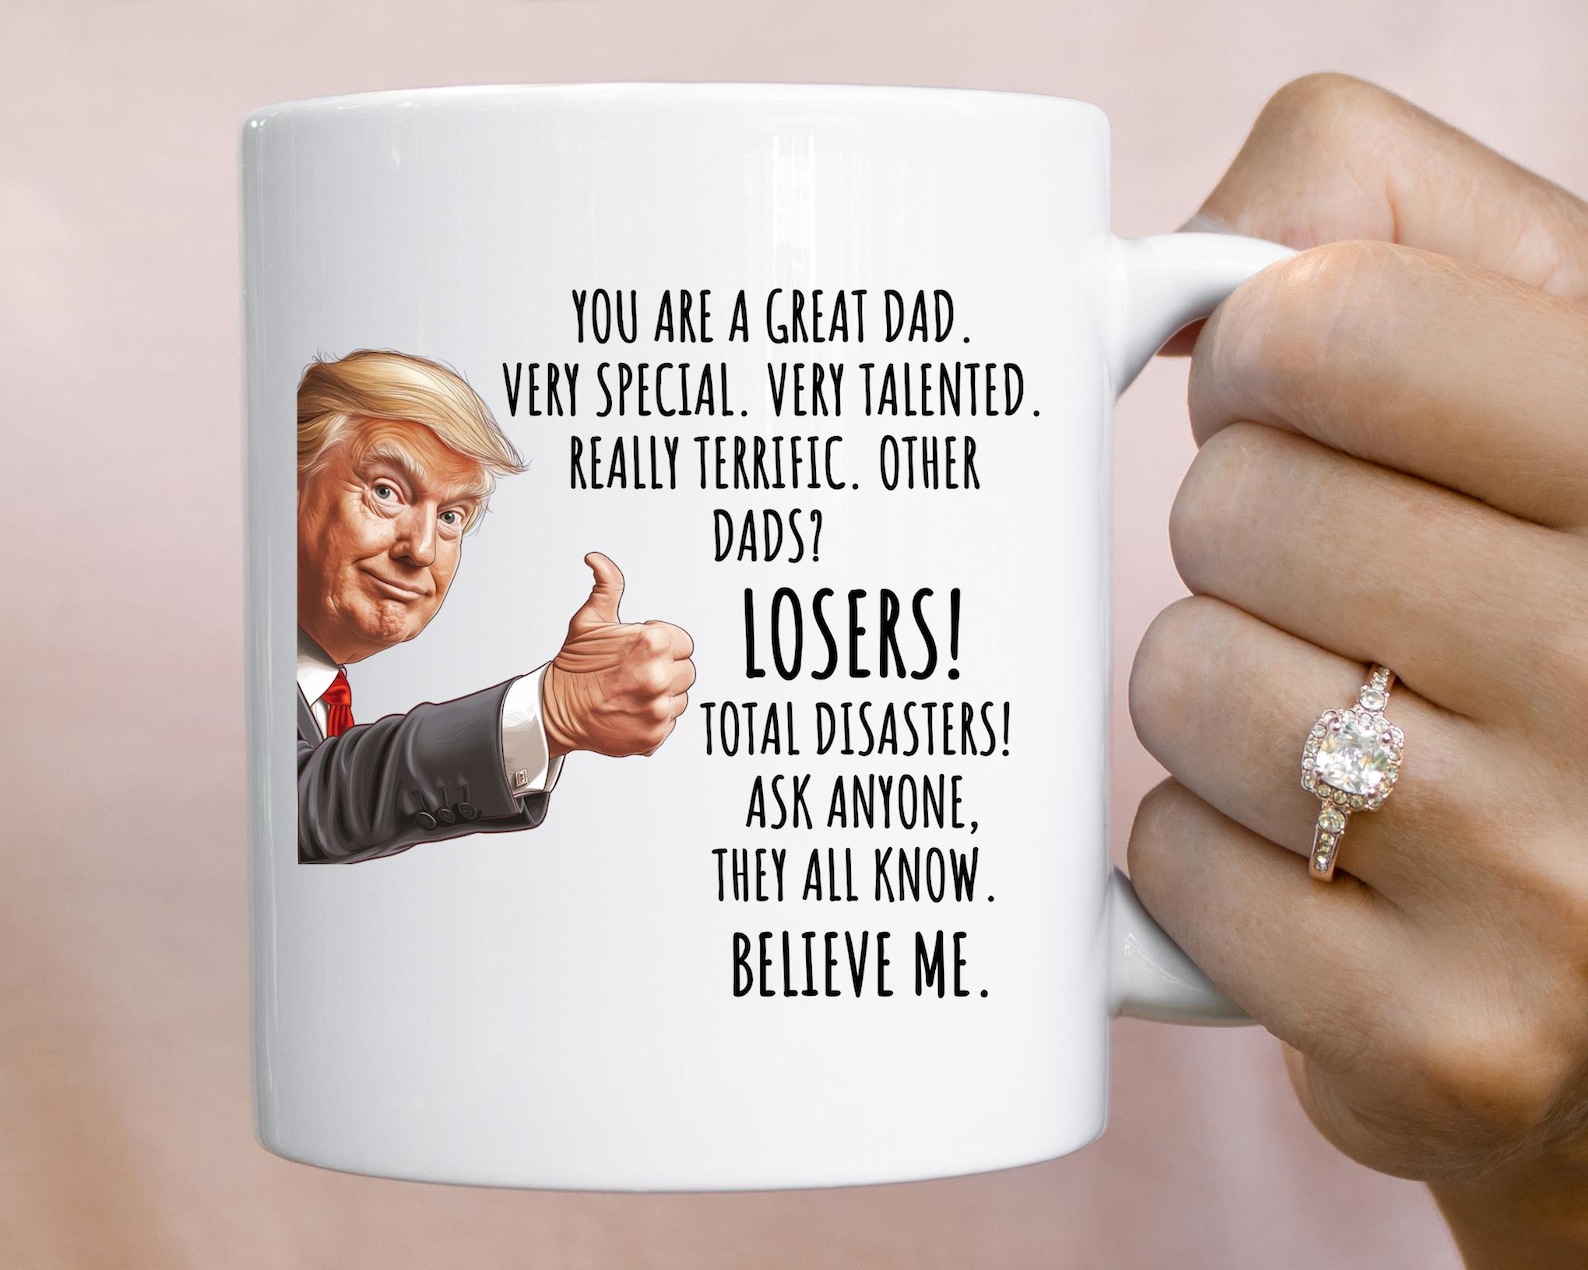 YOU ARE A GREAT DAD.
VERY SPECIAL. VERY TALENTED.
REALLY TERRIFIC. OTHER
DADS?
LOSERS!
TOTAL DISASTERS!
ASK ANYONE,
THEY ALL KNOW.
BELIEVE ME.